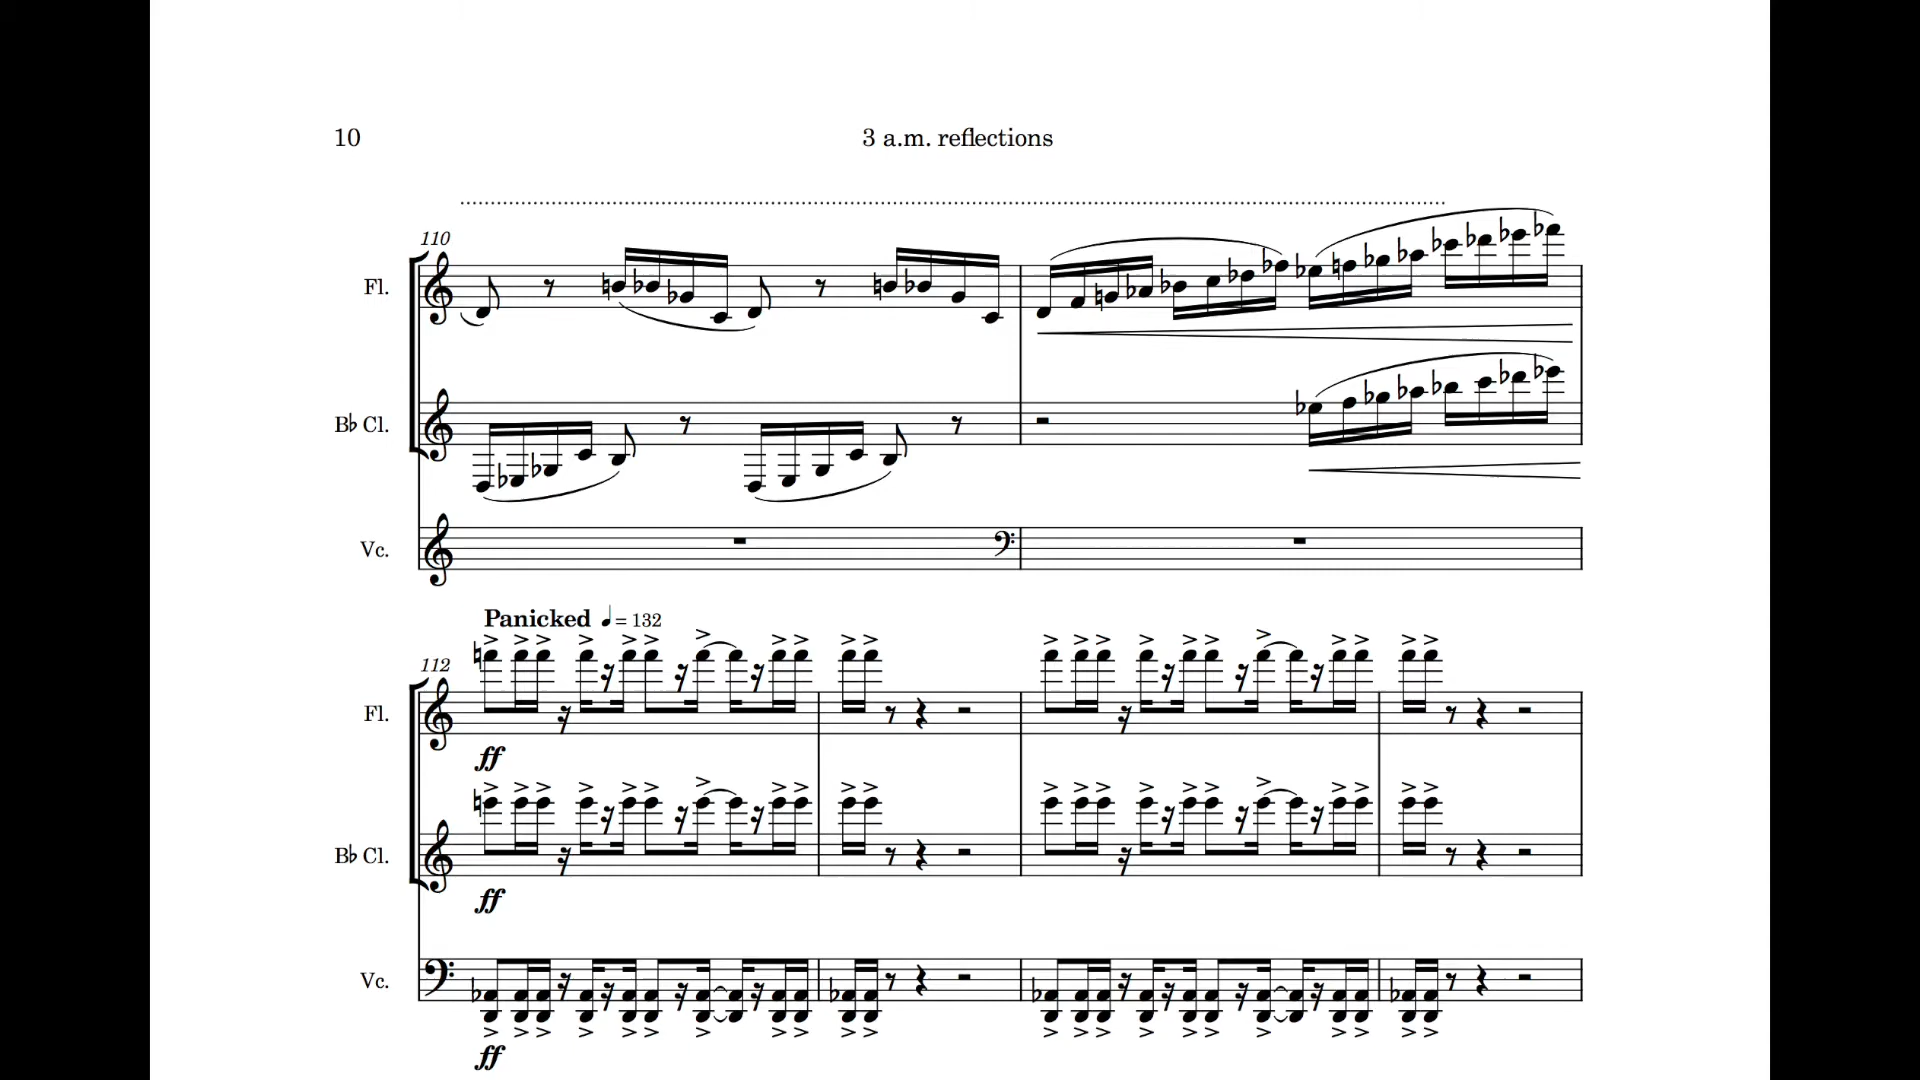 10 3 a.m. reflections
110
Fl.
B♭ Cl.
Vc.
Panicked ♩ = 132
112
Fl.
ff
B♭ Cl.
ff
Vc.
ff